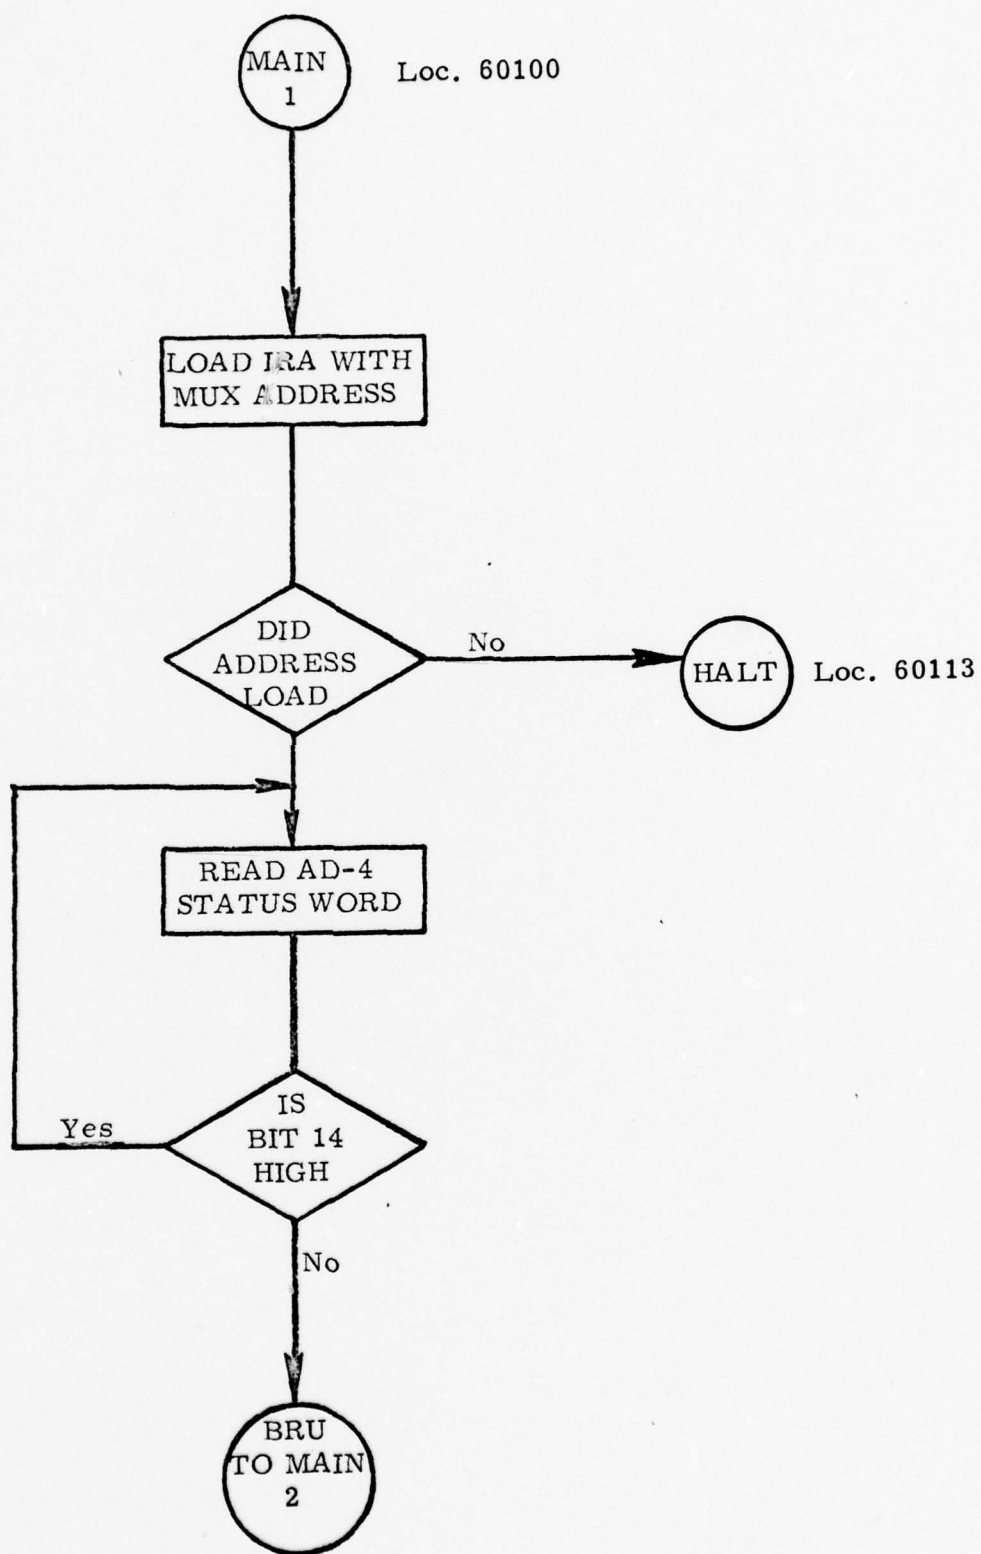 MAIN
1
Loc. 60100
LOAD IRA WITH
MUX ADDRESS
DID
ADDRESS
LOAD
No
HALT
Loc. 60113
READ AD-4
STATUS WORD
IS
BIT 14
HIGH
Yes
No
BRU
TO MAIN
2